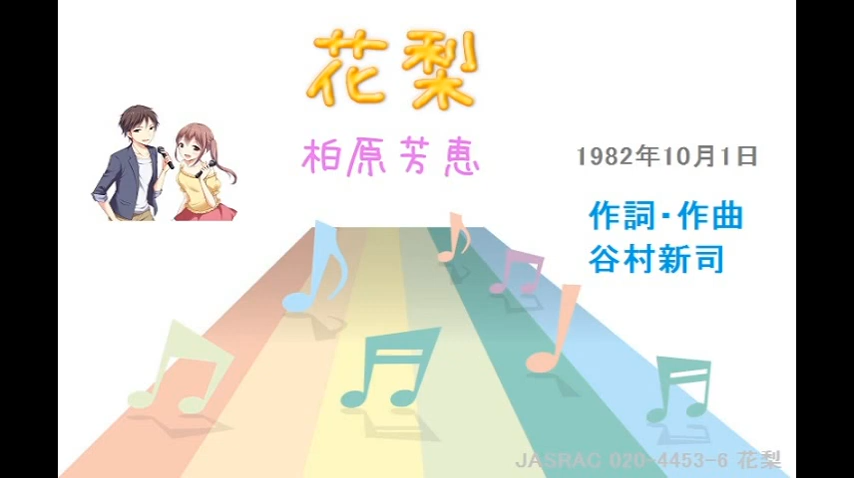 花梨
柏原芳恵
1982年10月1日
作詞・作曲
谷村新司
JASRAC 020-4453-6 花梨